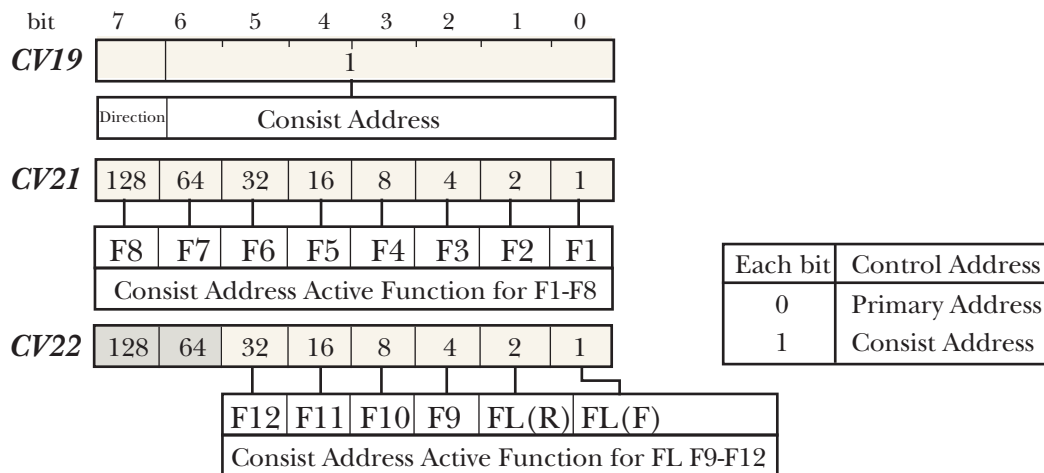 bit 7 6 5 4 3 2 1 0
CV19 1
Direction Consist Address
CV21 128 64 32 16 8 4 2 1
F8 F7 F6 F5 F4 F3 F2 F1
Consist Address Active Function for F1-F8
CV22 128 64 32 16 8 4 2 1
F12 F11 F10 F9 FL(R) FL(F)
Consist Address Active Function for FL F9-F12
Each bit Control Address
0 Primary Address
1 Consist Address